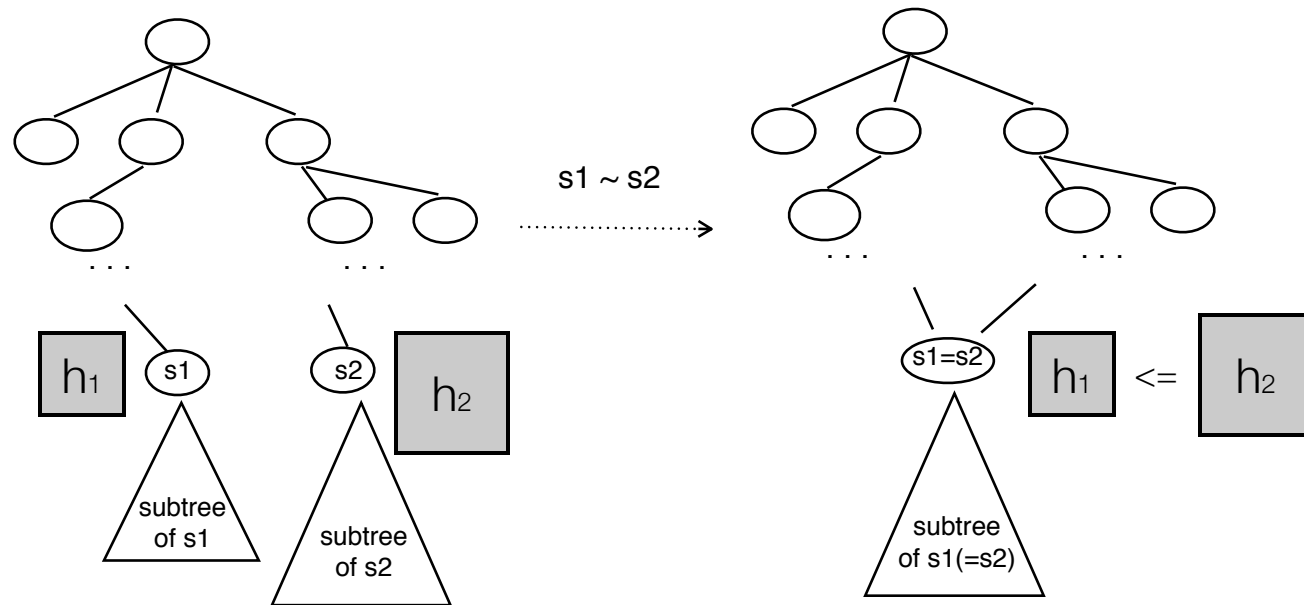 s1 ~ s2
. . .
. . .
h1
s1
s2
h2
subtree
of s1
subtree
of s2
. . .
. . .
s1=s2
h1 <= h2
subtree
of s1(=s2)